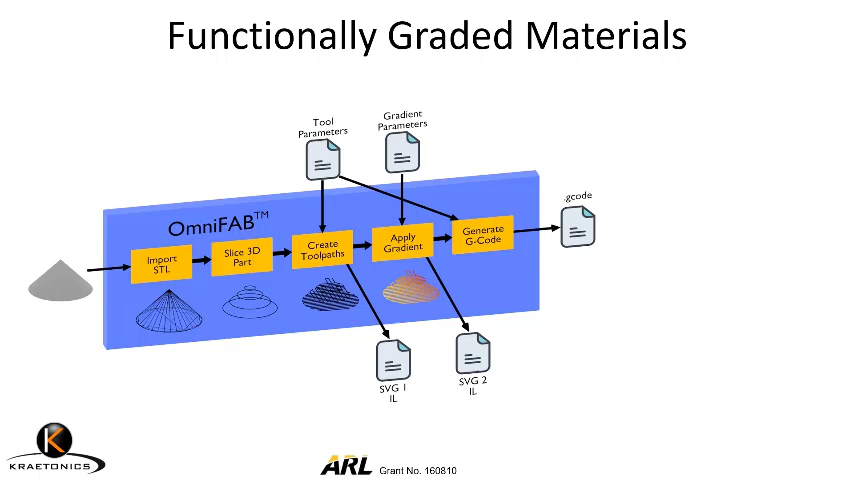 Functionally Graded Materials
Tool
Parameters
Gradient
Parameters
OmniFAB™
.gcode
Import
STL
Slice 3D
Part
Create
Toolpaths
Apply
Gradient
Generate
G-Code
SVG 1
IL
SVG 2
IL
KRAETONICS
ARL Grant No. 160810